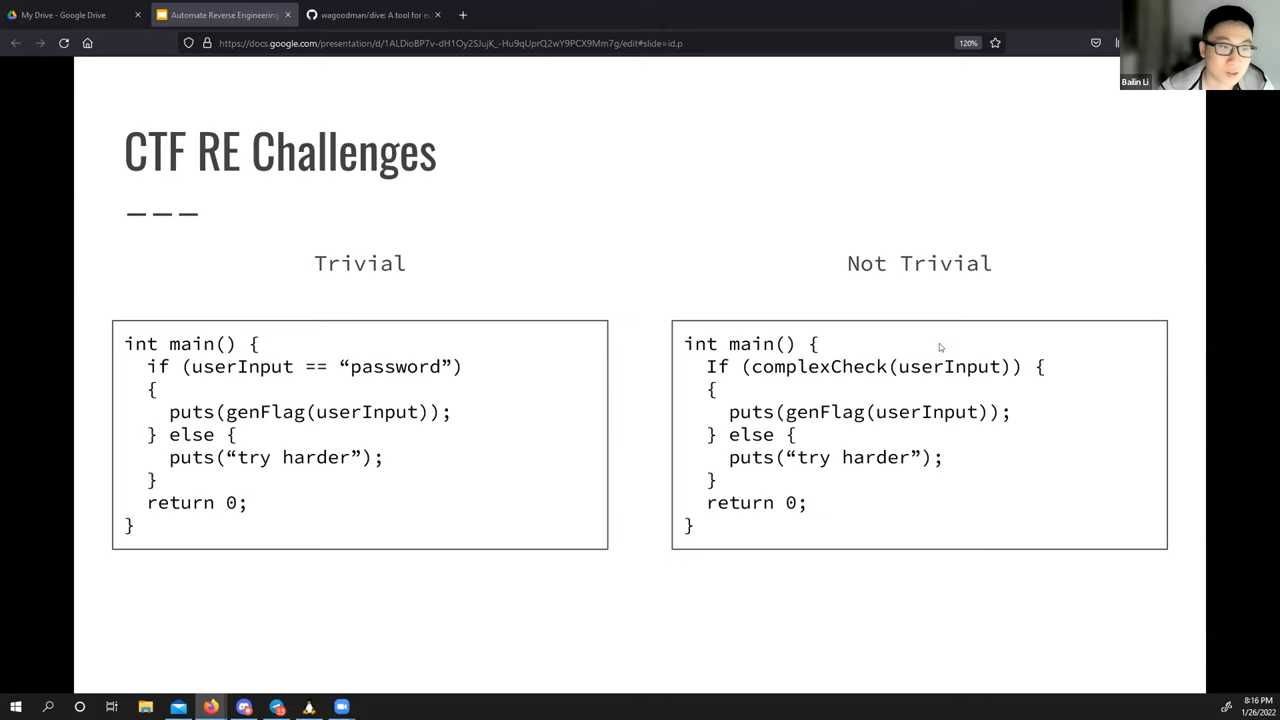 My Drive - Google Drive
Automate Reverse Engineering
wagoodman/dive: A tool for ex
https://docs.google.com/presentation/d/1ALDioBP7v-dH1Oy2SJujK_-Hu9qUprQ2wY9PCX9Mm7g/edit#slide=id.p
120%
Bailin Li
CTF RE Challenges
Trivial
int main() {
if (userInput == “password”)
{
puts(genFlag(userInput));
} else {
puts(“try harder”);
}
return 0;
}
Not Trivial
int main() {
If (complexCheck(userInput)) {
{
puts(genFlag(userInput));
} else {
puts(“try harder”);
}
return 0;
}
8:16 PM
1/26/2022